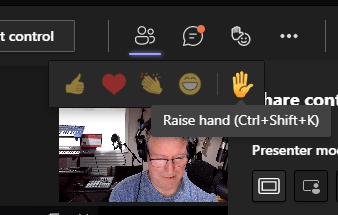 t control
Raise hand (Ctrl+Shift+K)
hare cont
Presenter mo